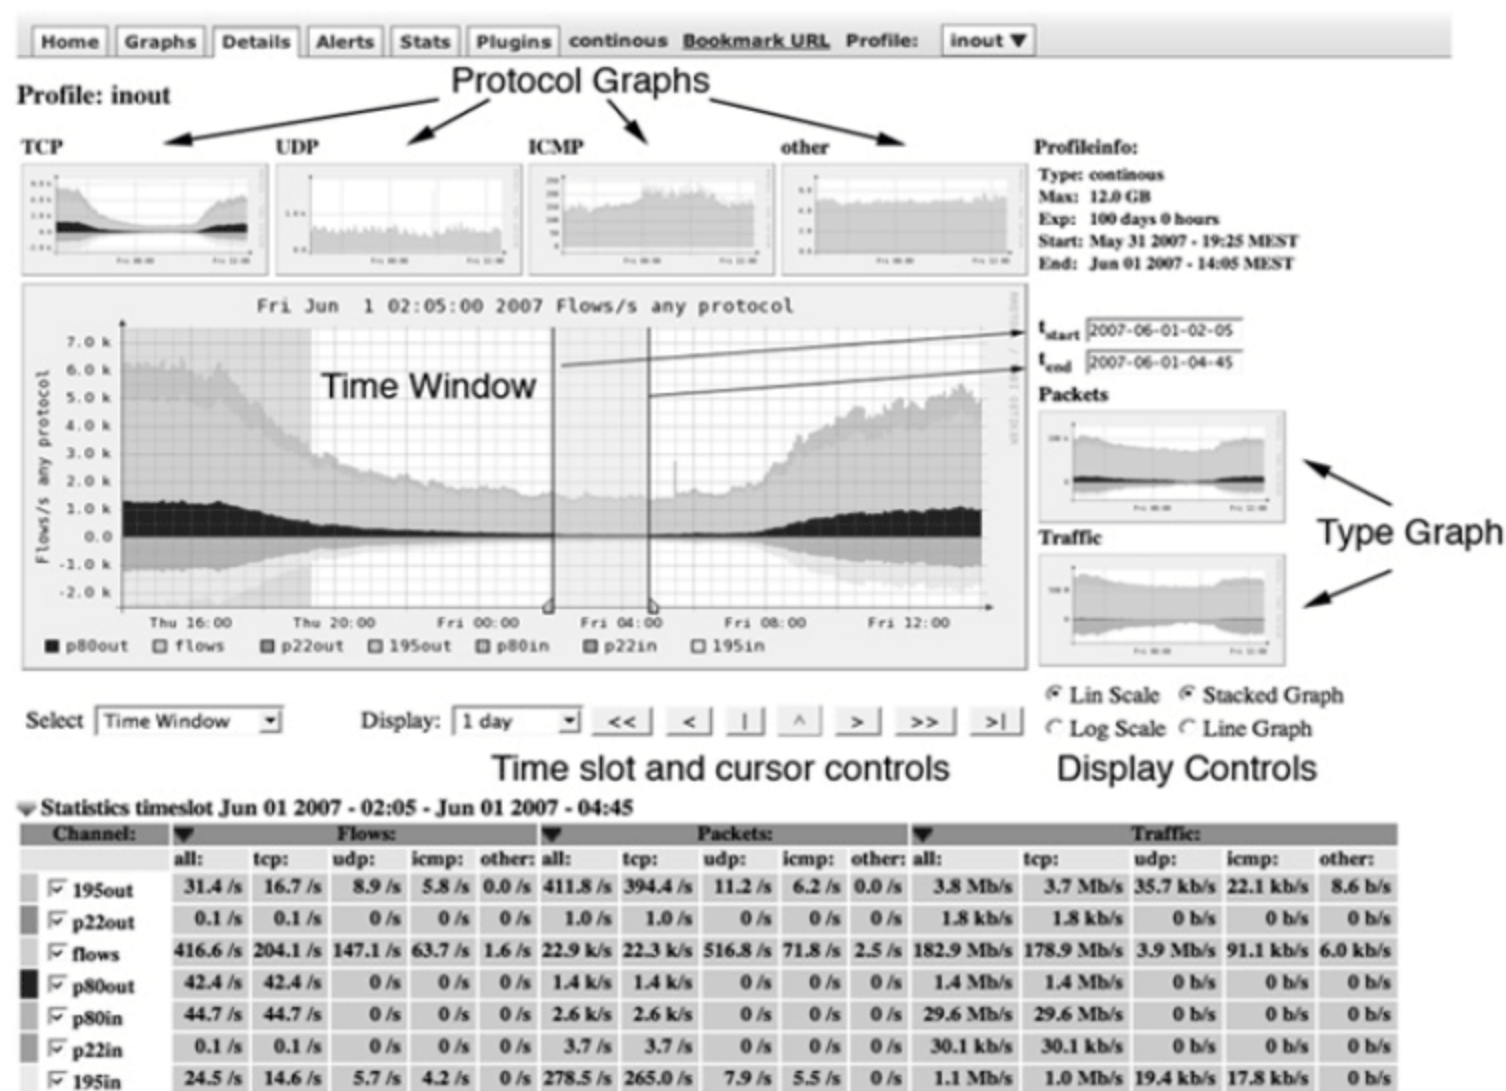 Home Graphs Details Alerts Stats Plugins continous Bookmark URL Profile: inout ▼
Protocol Graphs
Profile: inout
TCP UDP ICMP other
Profileinfo:
Type: continous
Max: 12.0 GB
Exp: 100 days 0 hours
Start: May 31 2007 - 19:25 MEST
End: Jun 01 2007 - 14:05 MEST
Fri Jun 1 02:05:00 2007 Flows/s any protocol
Flows/s any protocol
7.0 k
6.0 k
5.0 k
4.0 k
3.0 k
2.0 k
1.0 k
0.0
-1.0 k
-2.0 k
Time Window
Thu 16:00 Thu 20:00 Fri 00:00 Fri 04:00 Fri 08:00 Fri 12:00
p80out flows p22out 195out p80in p22in 195in
tstart 2007-06-01-02-05
tend 2007-06-01-04-45
Packets
Type Graph
Traffic
Lin Scale Stacked Graph
Log Scale Line Graph
Select Time Window Display: 1 day << < | ^ > >> >|
Time slot and cursor controls Display Controls
Statistics timeslot Jun 01 2007 - 02:05 - Jun 01 2007 - 04:45
Channel: Flows: Packets: Traffic:
all: tcp: udp: icmp: other: all: tcp: udp: icmp: other: all: tcp: udp: icmp: other:
195out 31.4 /s 16.7 /s 8.9 /s 5.8 /s 0.0 /s 411.8 /s 394.4 /s 11.2 /s 6.2 /s 0.0 /s 3.8 Mb/s 3.7 Mb/s 35.7 kb/s 22.1 kb/s 8.6 b/s
p22out 0.1 /s 0.1 /s 0 /s 0 /s 0 /s 1.0 /s 1.0 /s 0 /s 0 /s 0 /s 1.8 kb/s 1.8 kb/s 0 b/s 0 b/s 0 b/s
flows 416.6 /s 204.1 /s 147.1 /s 63.7 /s 1.6 /s 22.9 k/s 22.3 k/s 516.8 /s 71.8 /s 2.5 /s 182.9 Mb/s 178.9 Mb/s 3.9 Mb/s 91.1 kb/s 6.0 kb/s
p80out 42.4 /s 42.4 /s 0 /s 0 /s 0 /s 1.4 k/s 1.4 k/s 0 /s 0 /s 0 /s 1.4 Mb/s 1.4 Mb/s 0 b/s 0 b/s 0 b/s
p80in 44.7 /s 44.7 /s 0 /s 0 /s 0 /s 2.6 k/s 2.6 k/s 0 /s 0 /s 0 /s 29.6 Mb/s 29.6 Mb/s 0 b/s 0 b/s 0 b/s
p22in 0.1 /s 0.1 /s 0 /s 0 /s 0 /s 3.7 /s 3.7 /s 0 /s 0 /s 0 /s 30.1 kb/s 30.1 kb/s 0 b/s 0 b/s 0 b/s
195in 24.5 /s 14.6 /s 5.7 /s 4.2 /s 0 /s 278.5 /s 265.0 /s 7.9 /s 5.5 /s 0 /s 1.1 Mb/s 1.0 Mb/s 19.4 kb/s 17.8 kb/s 0 b/s